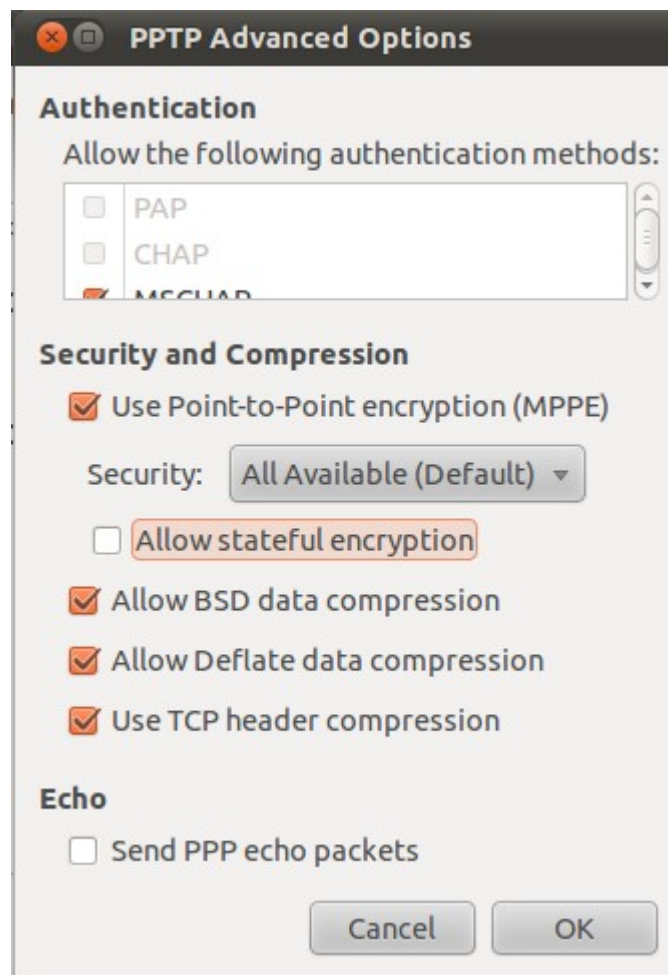 PPTP Advanced Options
Authentication
Allow the following authentication methods:
PAP
CHAP
MSCHAP
Security and Compression
Use Point-to-Point encryption (MPPE)
Security: All Available (Default)
Allow stateful encryption
Allow BSD data compression
Allow Deflate data compression
Use TCP header compression
Echo
Send PPP echo packets
Cancel OK